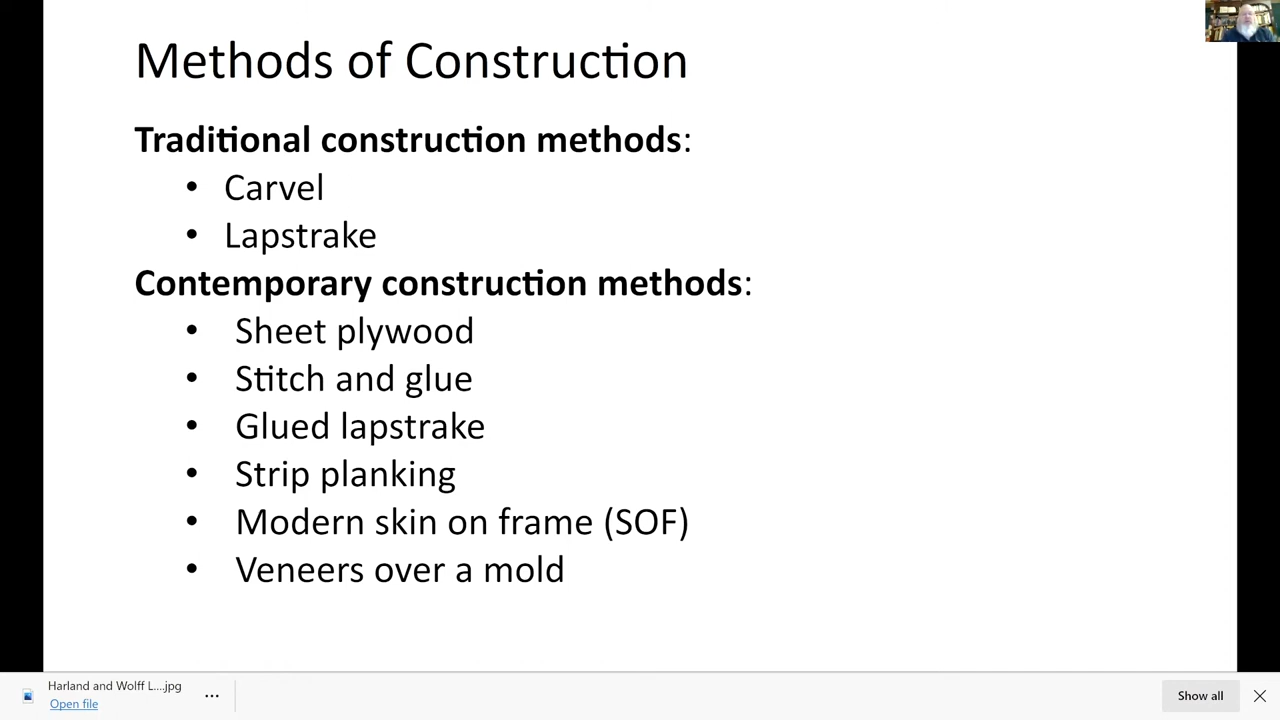 Methods of Construction
Traditional construction methods:
• Carvel
• Lapstrake
Contemporary construction methods:
• Sheet plywood
• Stitch and glue
• Glued lapstrake
• Strip planking
• Modern skin on frame (SOF)
• Veneers over a mold
Harland and Wolff L....jpg
Open file
...
Show all